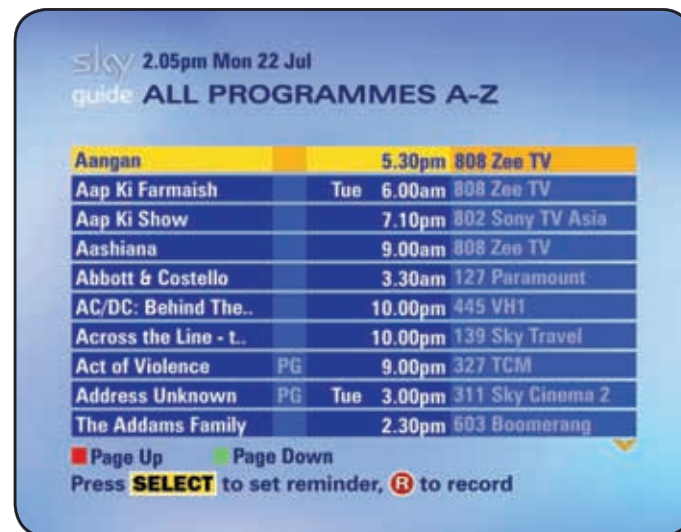 sky 2.05pm Mon 22 Jul
guide ALL PROGRAMMES A-Z
Aangan 5.30pm 808 Zee TV
Aap Ki Farmaish Tue 6.00am 808 Zee TV
Aap Ki Show 7.10pm 802 Sony TV Asia
Aashiana 9.00am 808 Zee TV
Abbott & Costello 3.30am 127 Paramount
AC/DC: Behind The.. 10.00pm 445 VH1
Across the Line - t.. 10.00pm 139 Sky Travel
Act of Violence PG 9.00pm 327 TCM
Address Unknown PG Tue 3.00pm 311 Sky Cinema 2
The Addams Family 2.30pm 603 Boomerang
Page Up Page Down
Press SELECT to set reminder, R to record